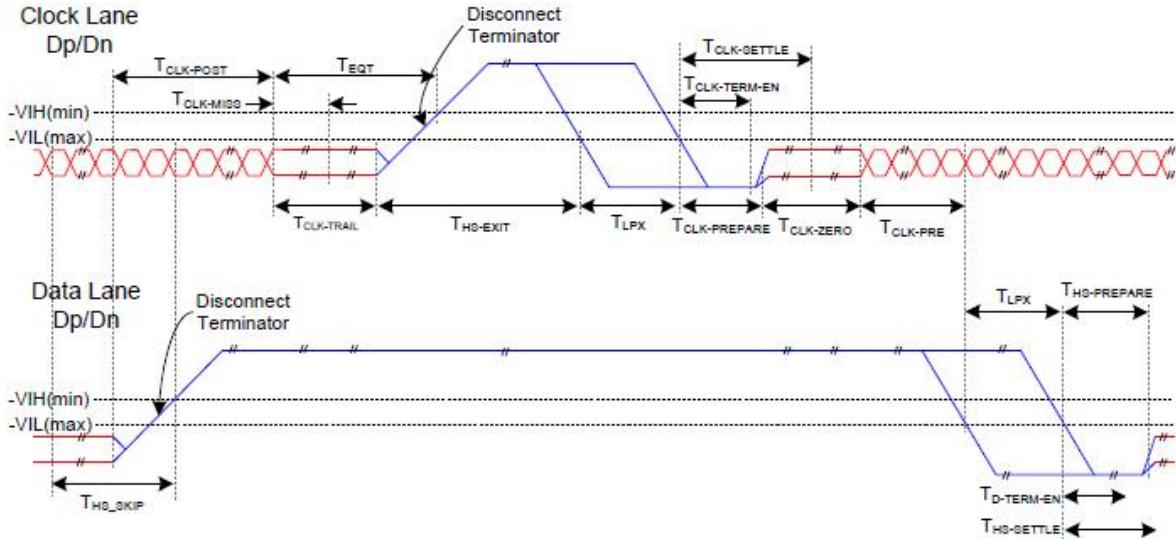 Clock Lane
Dp/Dn
Disconnect
Terminator
TCLK-POST
TEOT
TCLK-SETTLE
TCLK-MISS
TCLK-TERM-EN
-VIH(min)
-VIL(max)
TCLK-TRAIL
THS-EXIT
TLPX
TCLK-PREPARE
TCLK-ZERO
TCLK-PRE
Data Lane
Dp/Dn
Disconnect
Terminator
TLPX
THS-PREPARE
-VIH(min)
-VIL(max)
THS_SKIP
TD-TERM-EN
THS-SETTLE